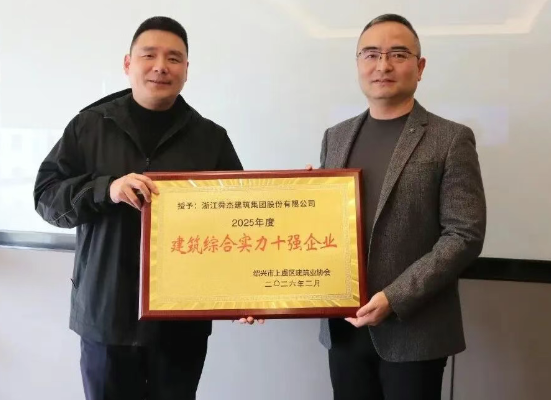 授予：浙江舜杰建筑集团股份有限公司
2025年度
建筑综合实力十强企业
绍兴市上虞区建筑业协会
二〇二六年二月